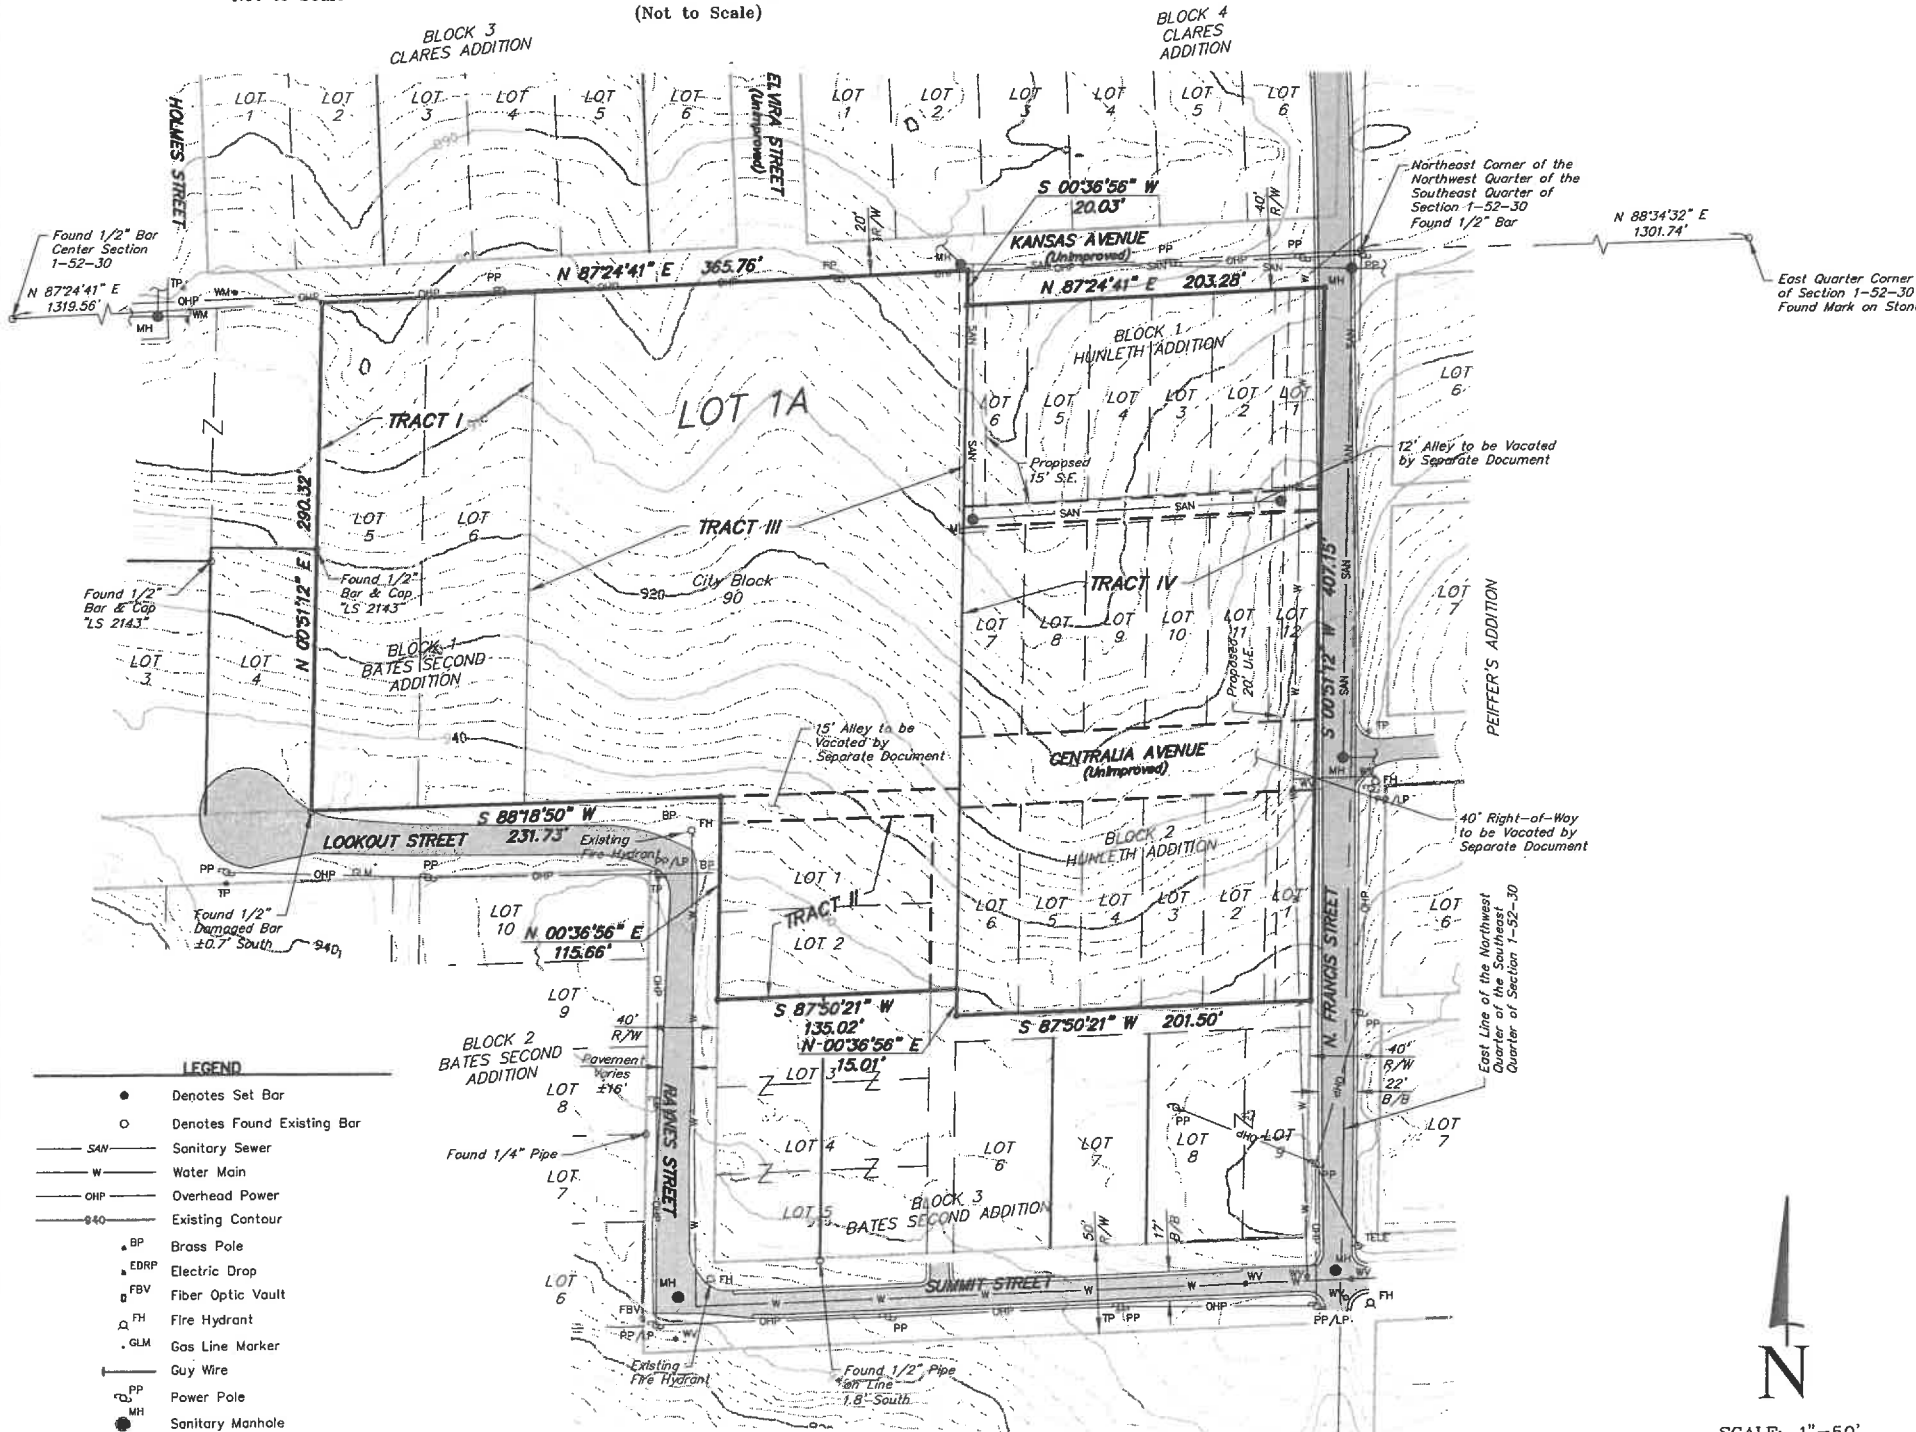 (Not to Scale)
BLOCK 3
CLARES ADDITION
BLOCK 4
CLARES
ADDITION
HOLMES STREET
LOT
1
LOT
2
LOT
3
LOT
4
LOT
5
LOT
6
ELVIRA STREET
(Unimproved)
LOT
1
LOT
2
LOT
3
LOT
4
LOT
5
LOT
6
Northeast Corner of the
Northwest Quarter of the
Southeast Quarter of
Section 1-52-30
Found 1/2" Bar
N 88°34'32" E
1301.74'
East Quarter Corner
of Section 1-52-30
Found Mark on Stone
Found 1/2" Bar
Center Section
1-52-30
N 87°24'41" E
1319.56'
S 00°36'56" W
20.03'
20'
R/W
40'
R/W
KANSAS AVENUE
(Unimproved)
N 87°24'41" E 365.76'
N 87°24'41" E 203.28'
BLOCK 1
HUNLETH ADDITION
TRACT I
LOT 1A
LOT
6
LOT
5
LOT
4
LOT
3
LOT
2
LOT
1
LOT
6
12' Alley to be Vacated
by Separate Document
Proposed
15' S.E.
N 00°51'12" E 290.32'
LOT
5
LOT
6
TRACT III
City Block
90
920
TRACT IV
Found 1/2"
Bar & Cap
"LS 2143"
Found 1/2"
Bar & Cap
"LS 2143"
LOT
3
LOT
4
BLOCK 1
BATES SECOND
ADDITION
LOT
7
LOT
8
LOT
9
LOT
10
LOT
11
LOT
12
Proposed
20' U.E.
S 00°51'12" W 407.15'
LOT
7
PEIFFER'S ADDITION
15' Alley to be
Vacated by
Separate Document
CENTRALIA AVENUE
(Unimproved)
40' Right-of-Way
to be Vacated by
Separate Document
S 88°18'50" W
231.73'
LOOKOUT STREET
Existing
Fire Hydrant
BLOCK 2
HUNLETH ADDITION
LOT 1
TRACT II
LOT 2
LOT
6
LOT
5
LOT
4
LOT
3
LOT
2
LOT
1
LOT
6
Found 1/2"
Damaged Bar
±0.7' South
940
LOT
10
N 00°36'56" E
115.66'
N. FRANCIS STREET
East Line of the Northwest
Quarter of the Southeast
Quarter of Section 1-52-30
LOT
9
40'
R/W
S 87°50'21" W
135.02'
N 00°36'56" E
15.01'
S 87°50'21" W 201.50'
BLOCK 2
BATES SECOND
ADDITION
Pavement
Varies
±16'
LOT
8
LOT 3
40'
R/W
22'
B/B
LOT
7
RAYNES STREET
Found 1/4" Pipe
LOT
7
LOT 4
LOT
6
LOT
7
LOT
8
LOT
9
LOT 5
BLOCK 3
BATES SECOND ADDITION
50'
R/W
17'
B/B
LOT
6
SUMMIT STREET
Existing
Fire Hydrant
Found 1/2" Pipe
on Line
1.8' South
LEGEND
Denotes Set Bar
Denotes Found Existing Bar
SAN Sanitary Sewer
W Water Main
OHP Overhead Power
940 Existing Contour
BP Brass Pole
EDRP Electric Drop
FBV Fiber Optic Vault
FH Fire Hydrant
GLM Gas Line Marker
Guy Wire
PP Power Pole
MH Sanitary Manhole
N
SCALE: 1"=50'